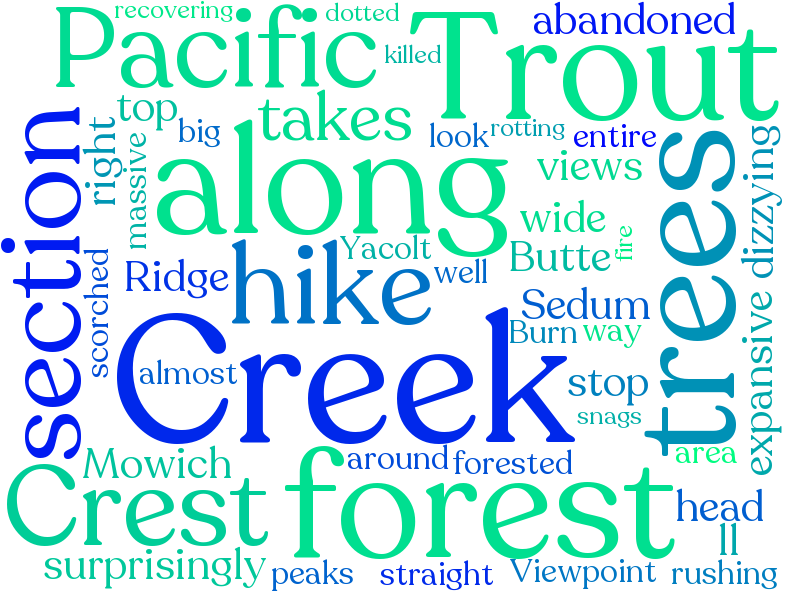 recovering
dotted
Pacific
Trout
abandoned
killed
top
takes
big
look
rotting
entire
section
right
massive
along
views
trees
dizzying
wide
Yacolt
Butte
fire
Ridge
hike
well
scorched
Sedum
Burn
way
Creek
almost
stop
expansive
snags
Mowich
around
forested
area
Crest
forest
head
ll
surprisingly
peaks
straight
Viewpoint
rushing